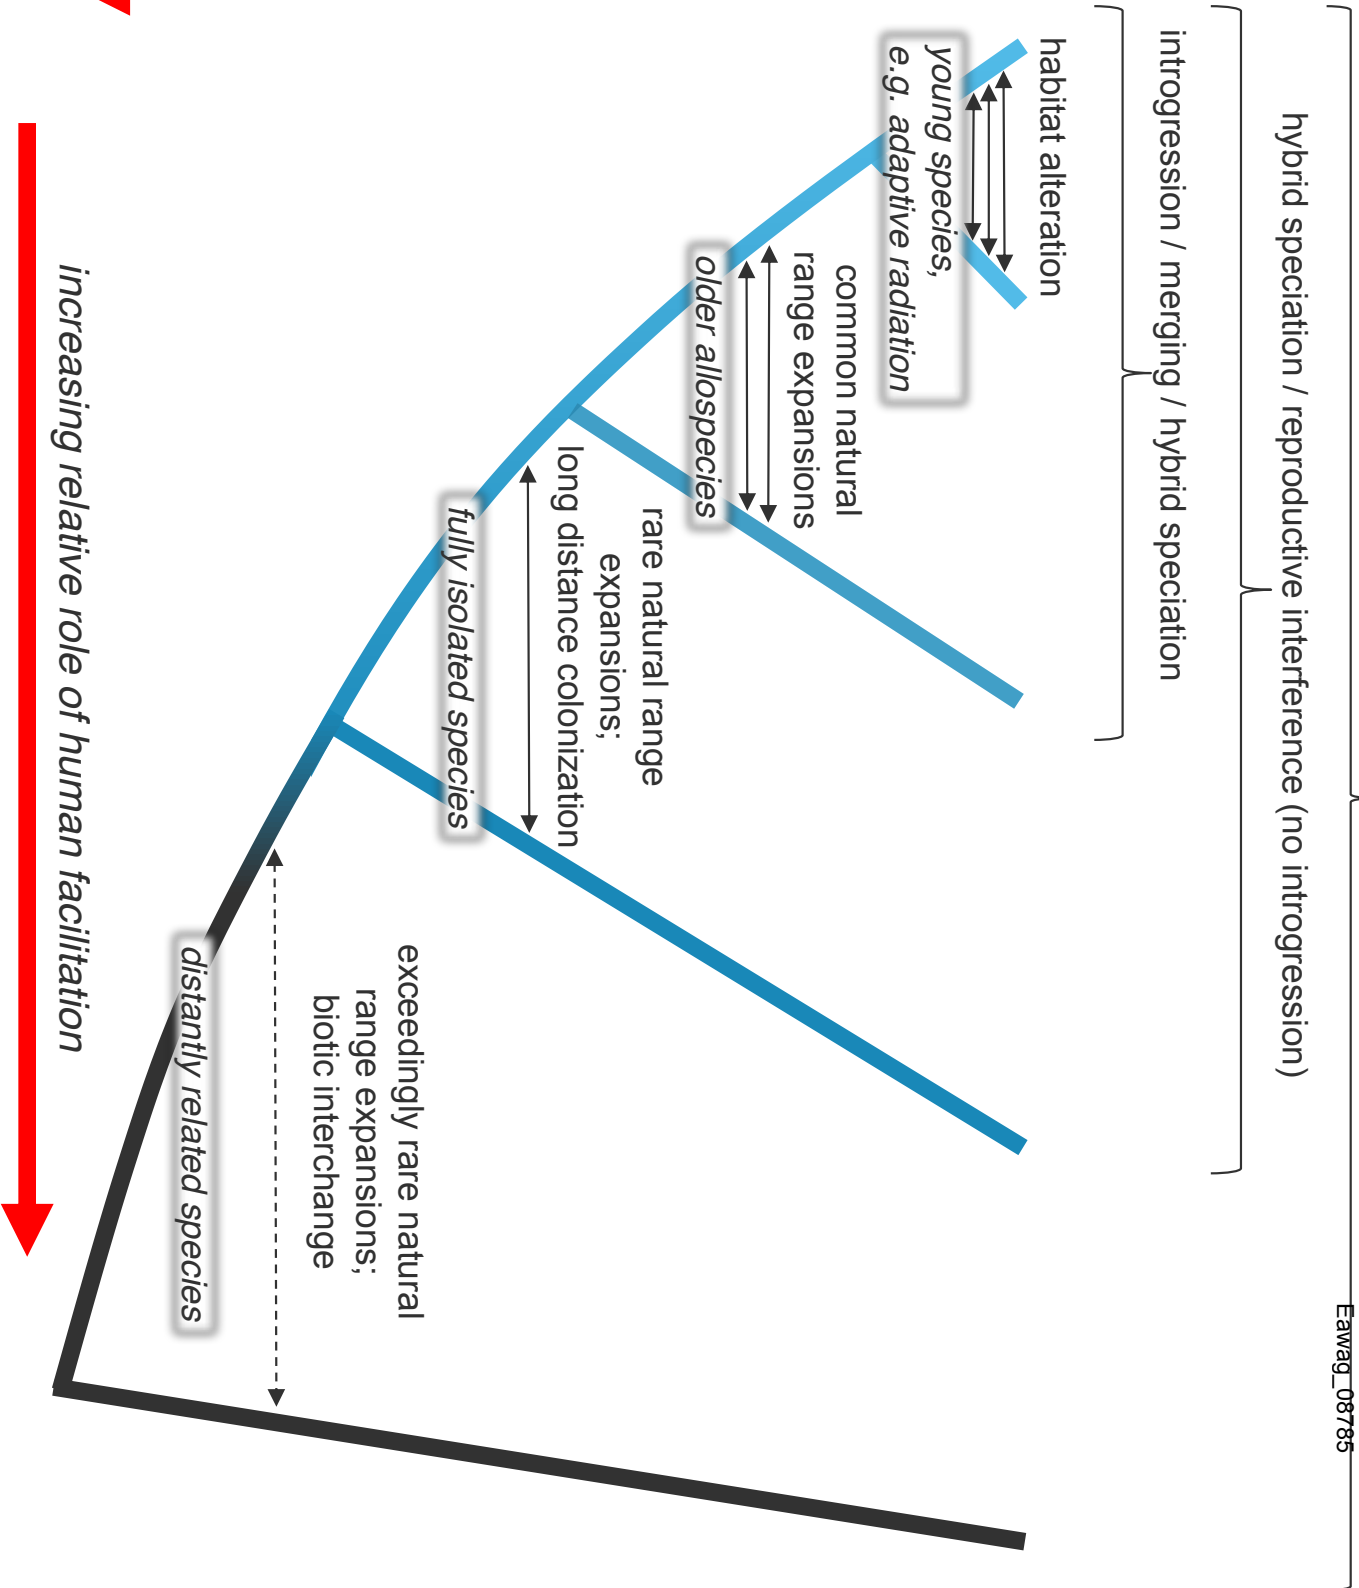 hybrid speciation / reproductive interference (no introgression)
introgression / merging / hybrid speciation
habitat alteration
young species,
e.g. adaptive radiation
common natural
range expansions
older allospecies
rare natural range
expansions;
long distance colonization
fully isolated species
exceedingly rare natural
range expansions;
biotic interchange
distantly related species
increasing relative role of human facilitation
Eawag_08785